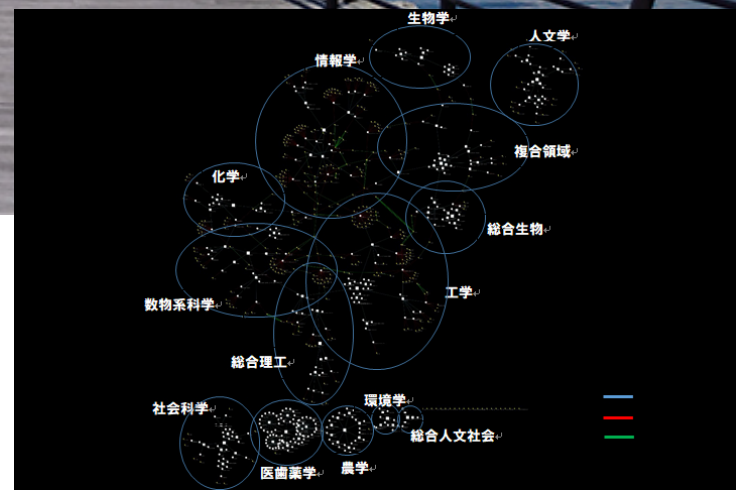 生物学
人文学
情報学
複合領域
化学
総合生物
数物系科学
工学
総合理工
環境学
社会科学
総合人文社会
医歯薬学
農学